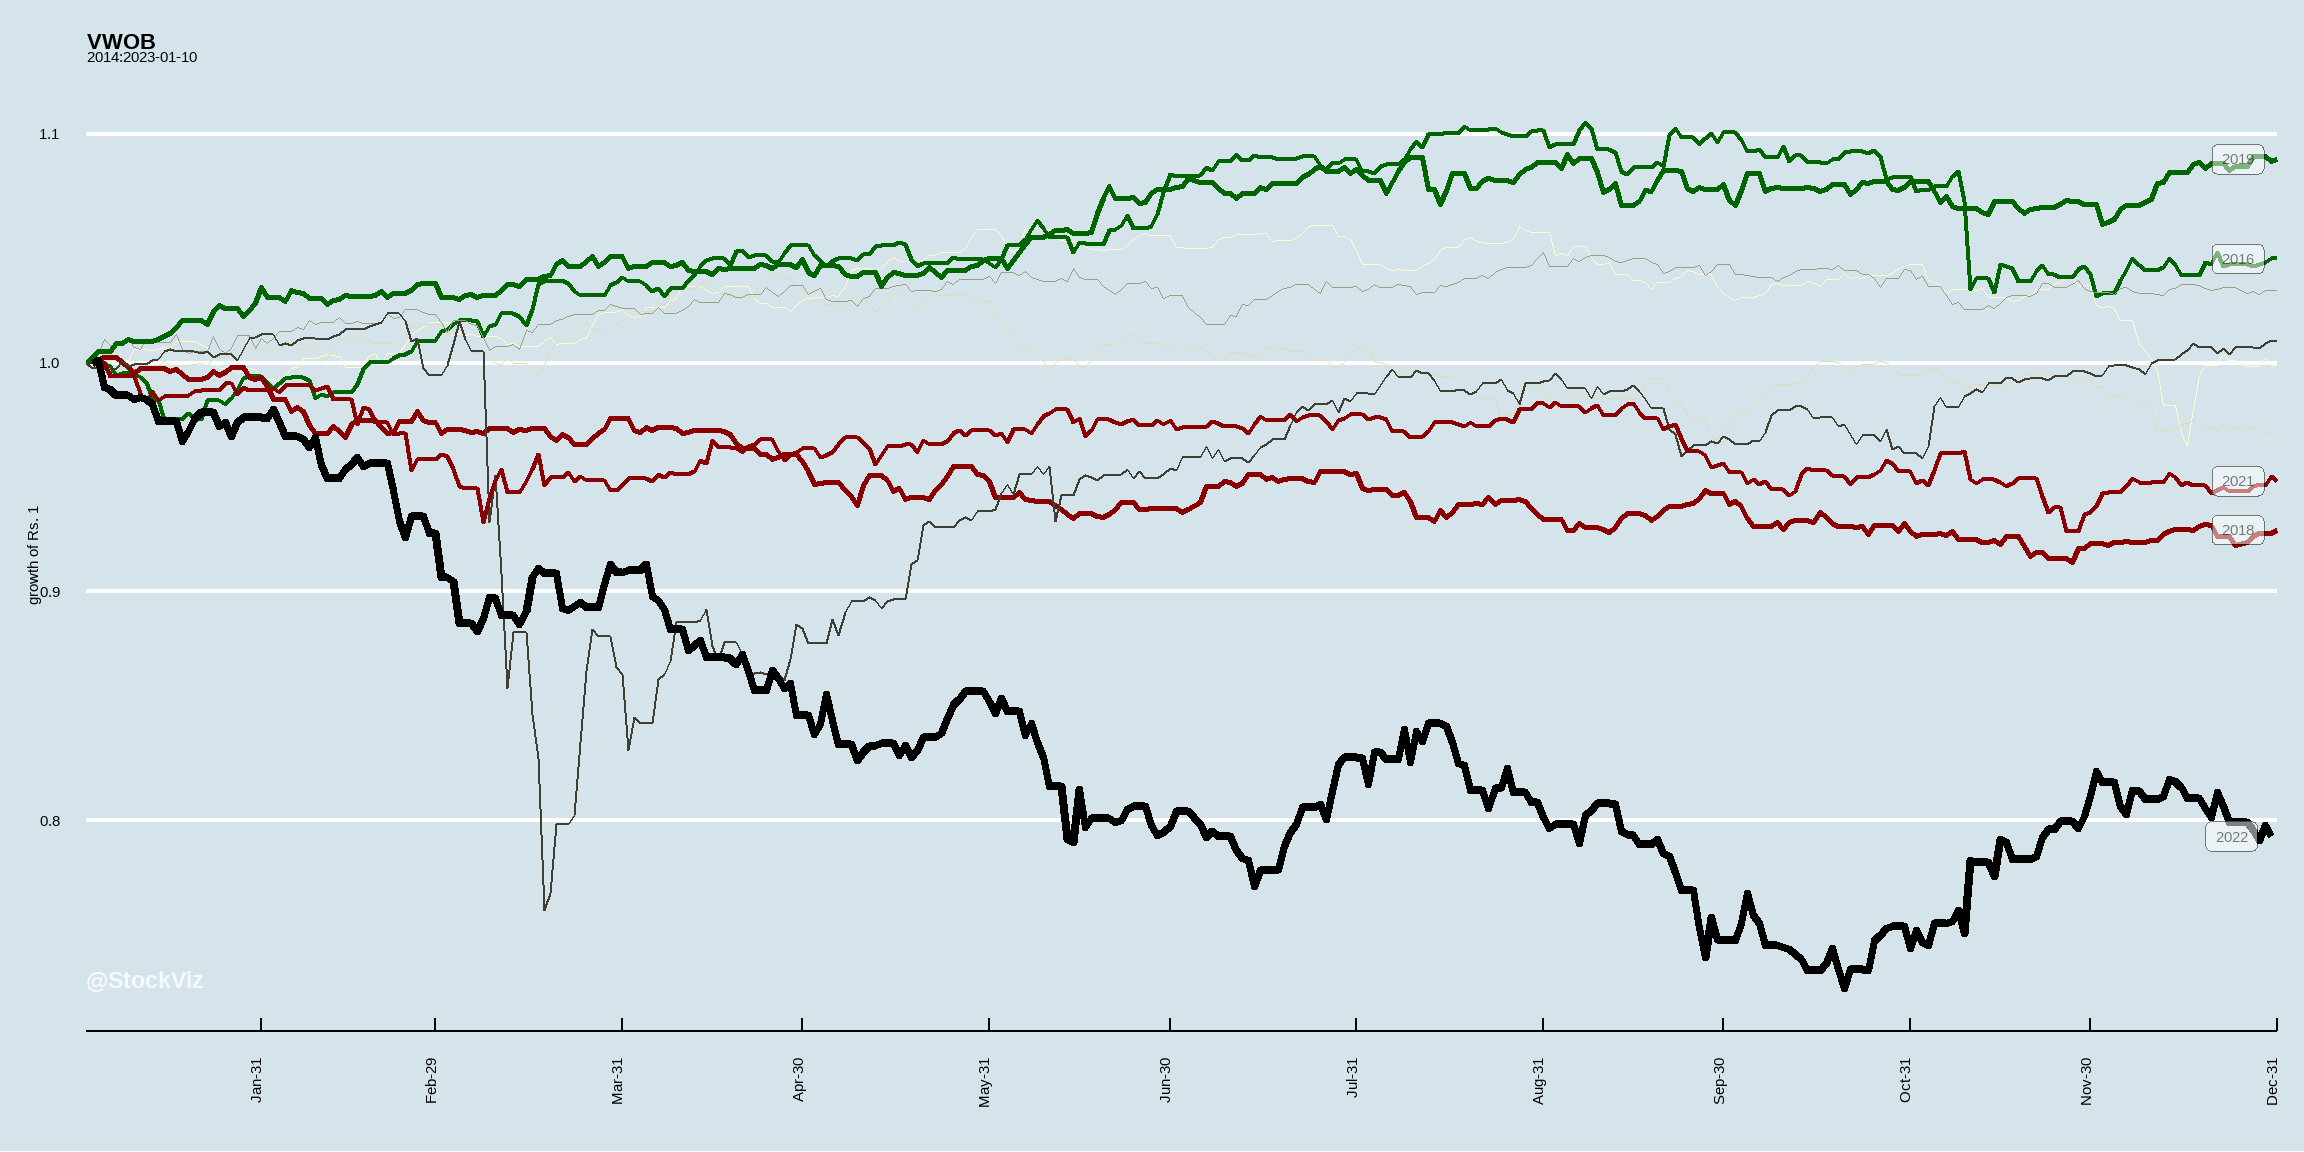 VWOB
2014:2023-01-10
growth of Rs. 1
1.1
1.0
0.9
0.8
2019
2016
2021
2018
2022
@StockViz
Jan-31
Feb-29
Mar-31
Apr-30
May-31
Jun-30
Jul-31
Aug-31
Sep-30
Oct-31
Nov-30
Dec-31